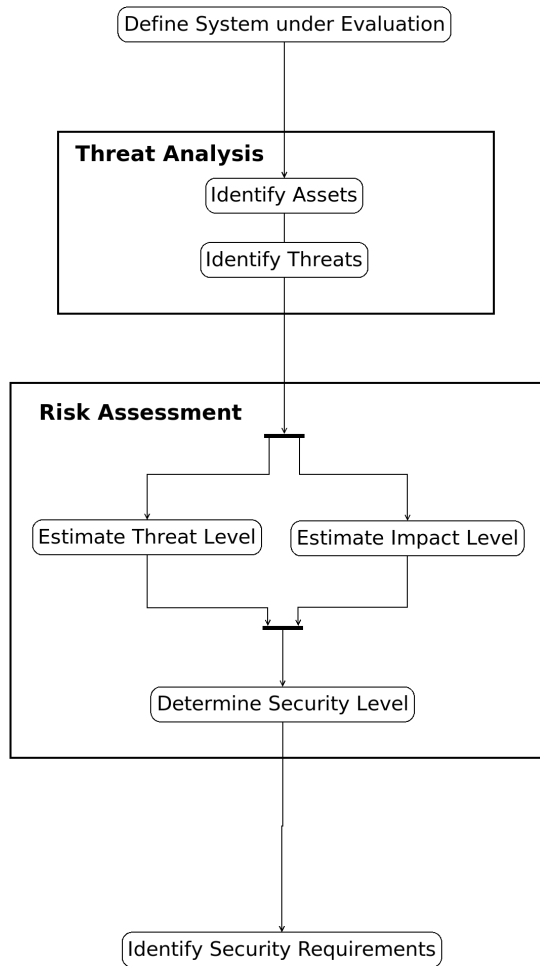 Define System under Evaluation
Threat Analysis
Identify Assets
Identify Threats
Risk Assessment
Estimate Threat Level
Estimate Impact Level
Determine Security Level
Identify Security Requirements